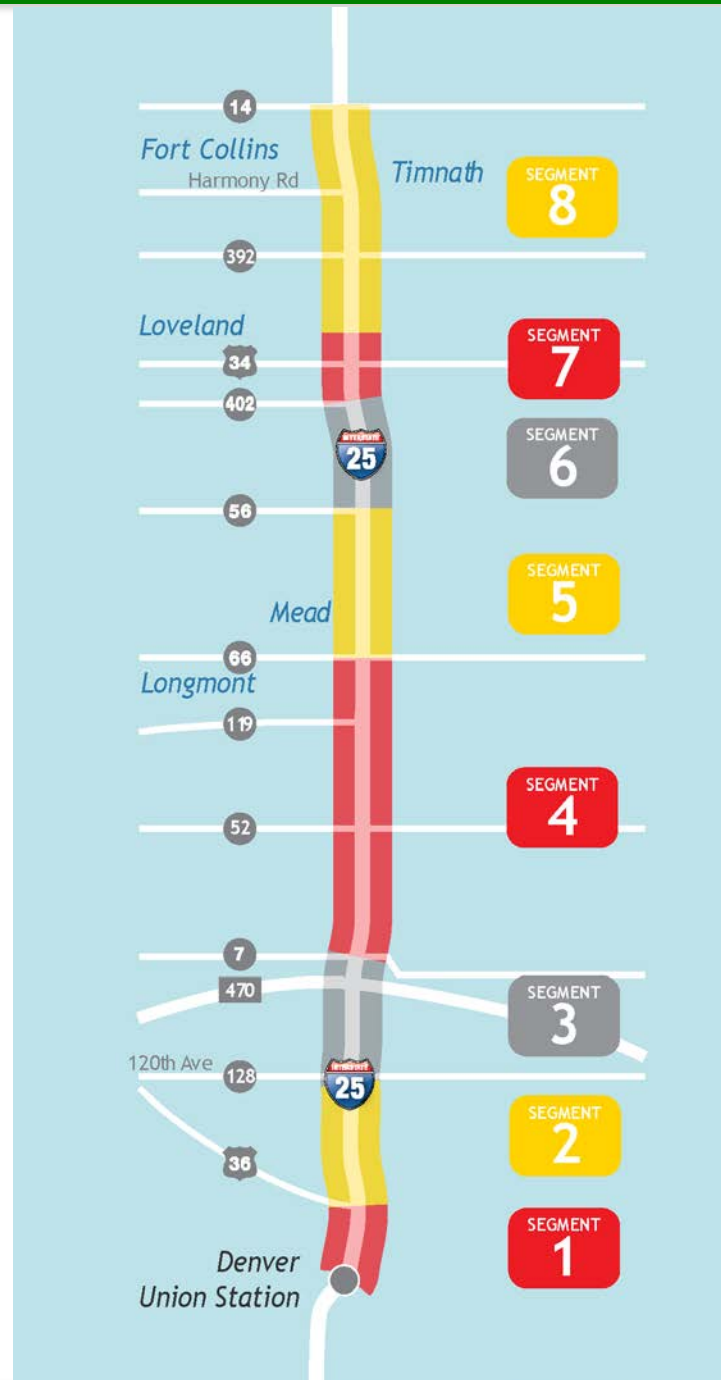 14
Fort Collins
Harmony Rd
Timnath
SEGMENT
8
392
Loveland
34
SEGMENT
7
402
INTERSTATE
25
SEGMENT
6
56
SEGMENT
5
Mead
66
Longmont
119
SEGMENT
4
52
7
470
SEGMENT
3
120th Ave
128
INTERSTATE
25
SEGMENT
2
36
SEGMENT
1
Denver
Union Station